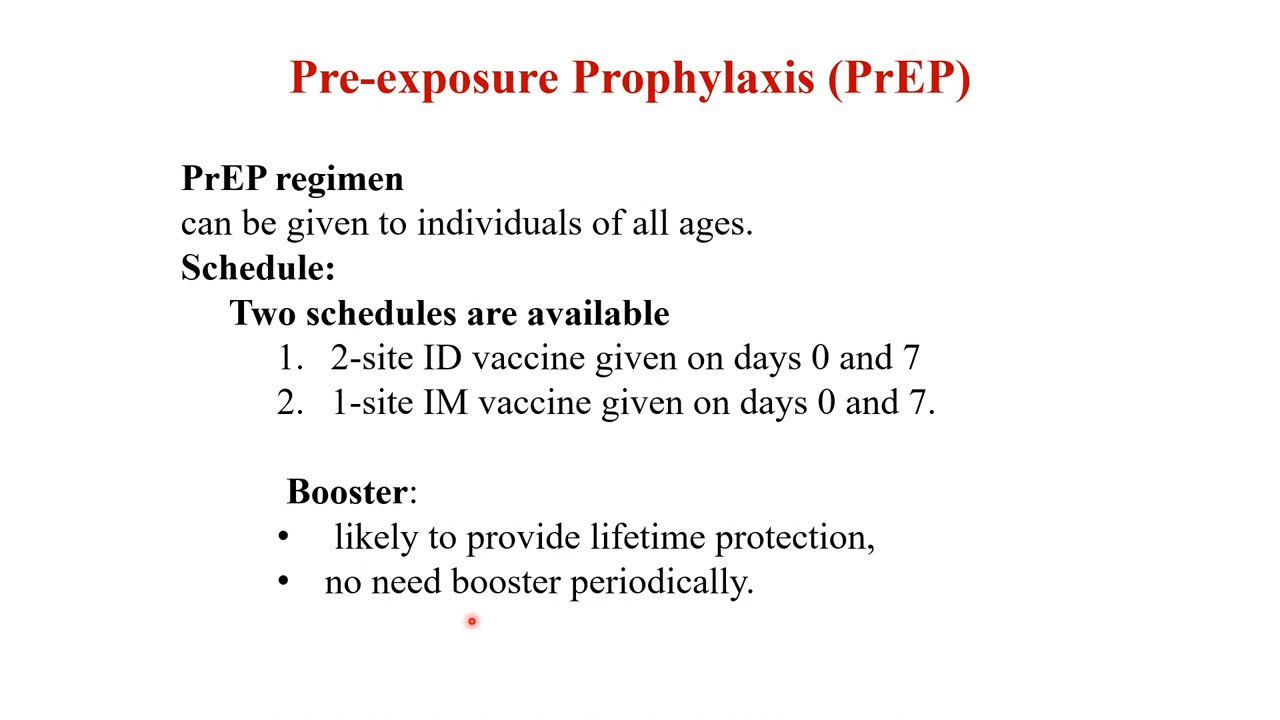 Pre-exposure Prophylaxis (PrEP)
PrEP regimen
can be given to individuals of all ages.
Schedule:
Two schedules are available
1. 2-site ID vaccine given on days 0 and 7
2. 1-site IM vaccine given on days 0 and 7.
Booster:
• likely to provide lifetime protection,
• no need booster periodically.